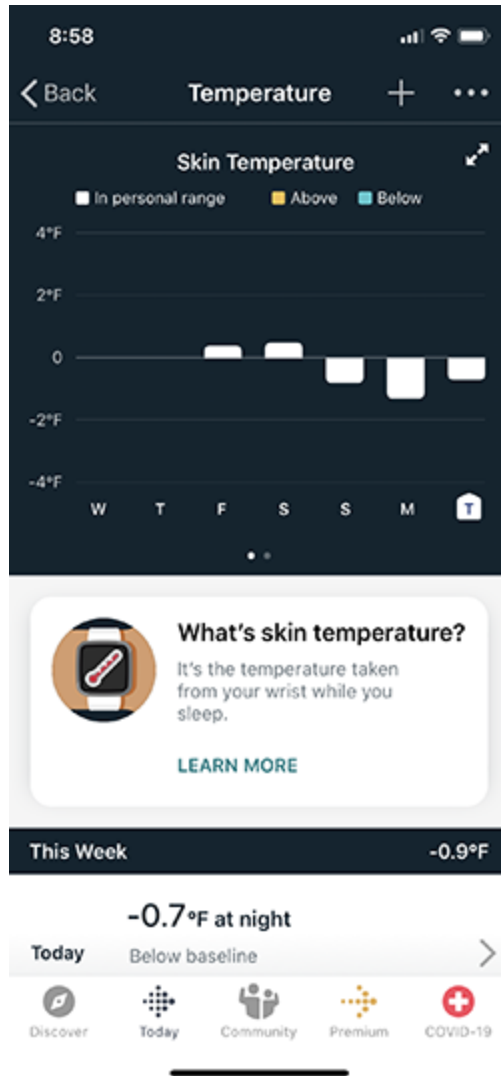 8:58
Back Temperature
Skin Temperature
In personal range Above Below
4°F
2°F
0
-2°F
-4°F
W T F S S M T
What's skin temperature?
It's the temperature taken
from your wrist while you
sleep.
LEARN MORE
This Week -0.9°F
-0.7°F at night
Today Below baseline
Discover Today Community Premium COVID-19